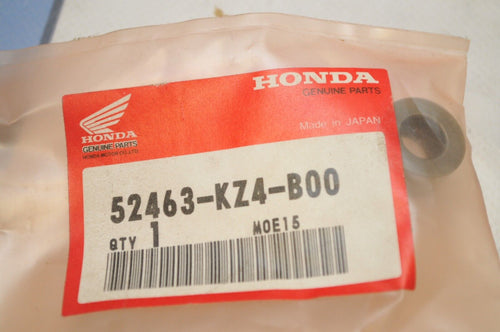 HONDA
GENUINE PARTS
Made in JAPAN
HONDA
GENUINE PARTS
HONDA MOTOR CO., LTD.
52463-KZ4-B00
QTY 1 MOE15